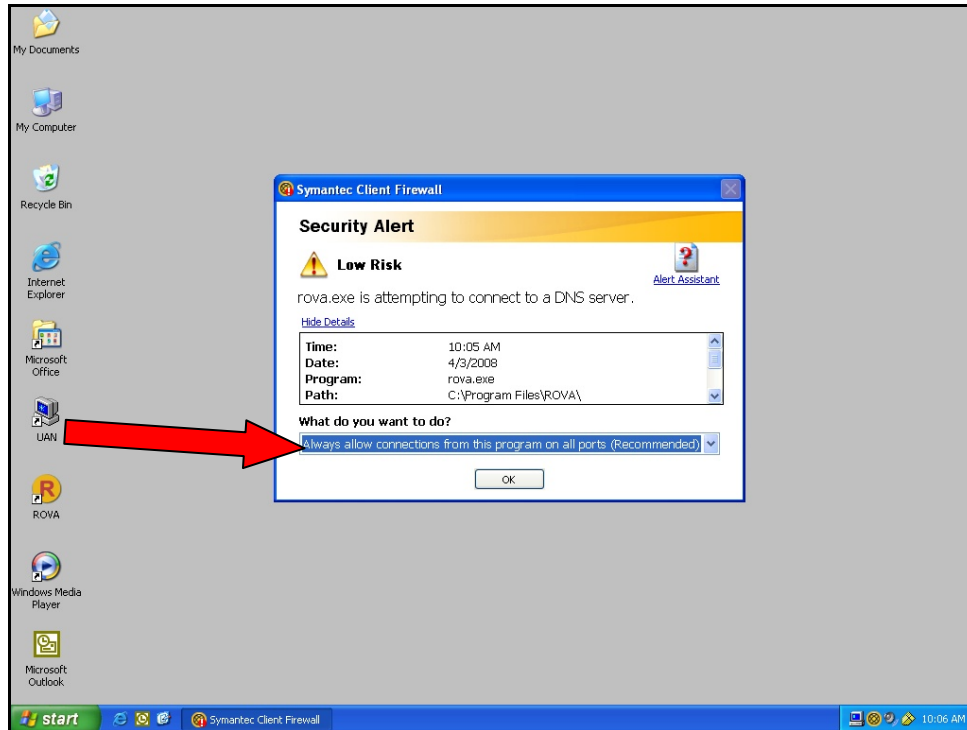 My Documents
My Computer
Recycle Bin
Internet
Explorer
Microsoft
Office
UAN
ROVA
Windows Media
Player
Microsoft
Outlook
Symantec Client Firewall
Security Alert
Low Risk
Alert Assistant
rova.exe is attempting to connect to a DNS server.
Hide Details
Time: 10:05 AM
Date: 4/3/2008
Program: rova.exe
Path: C:\Program Files\ROVA\
What do you want to do?
Always allow connections from this program on all ports (Recommended)
OK
start
Symantec Client Firewall
10:06 AM